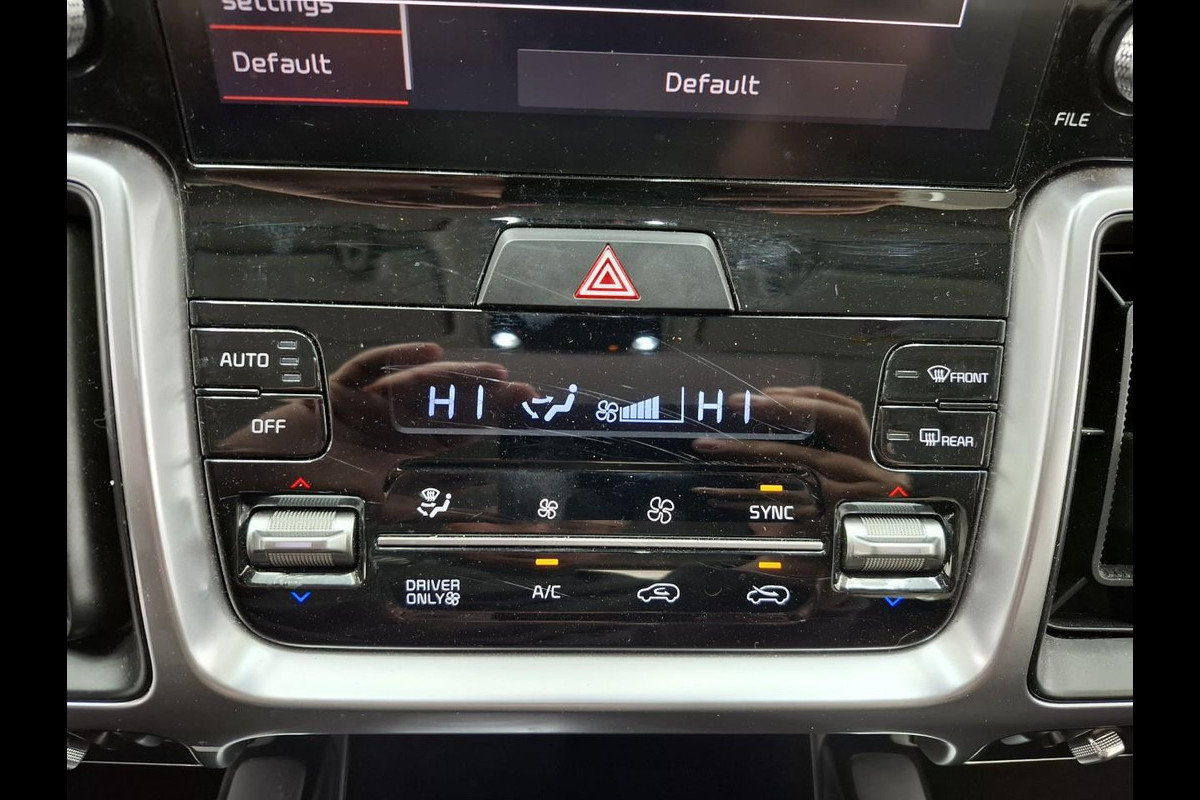 settings
Default
Default
FILE
AUTO
OFF
HI
HI
FRONT
REAR
SYNC
DRIVER
ONLY
A/C